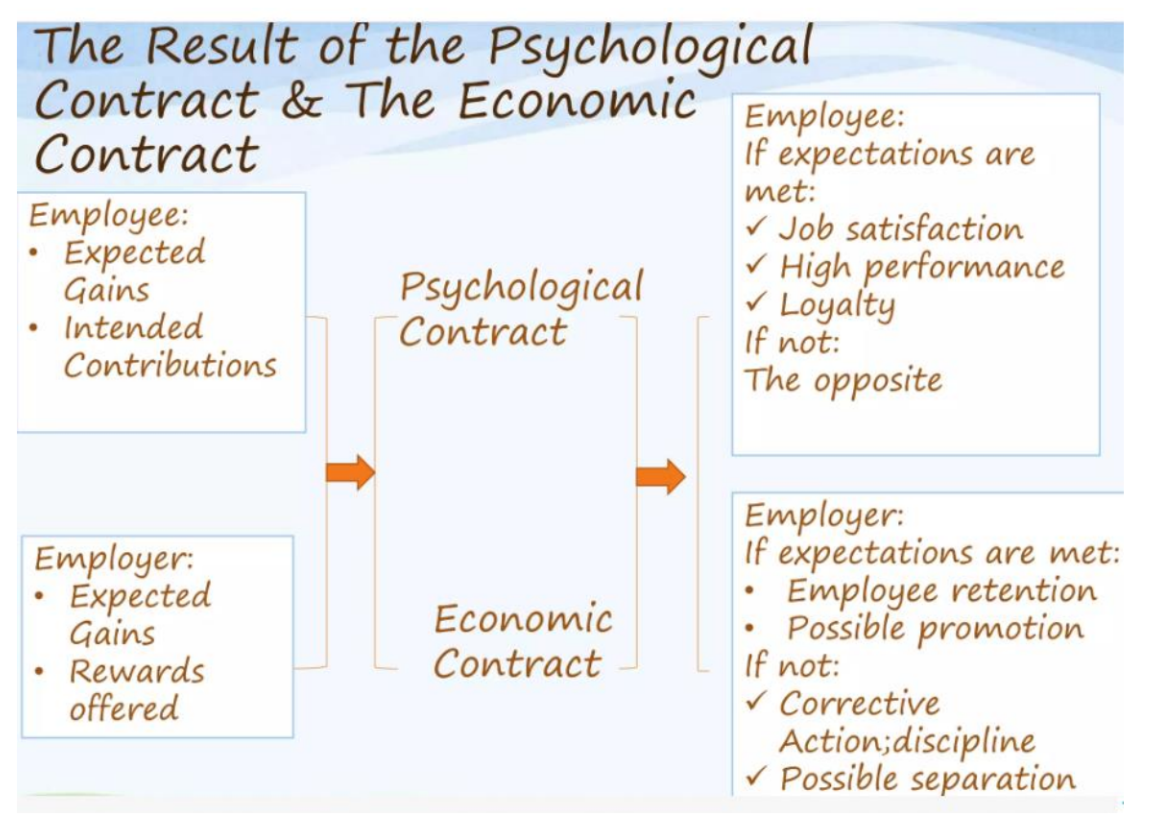 The Result of the Psychological
Contract & The Economic
Contract
Employee:
• Expected
Gains
• Intended
Contributions
Employer:
• Expected
Gains
• Rewards
offered
Psychological
Contract
Economic
Contract
Employee:
If expectations are
met:
✓ Job satisfaction
✓ High performance
✓ Loyalty
If not:
The opposite
Employer:
If expectations are met:
• Employee retention
• Possible promotion
If not:
✓ Corrective
Action;discipline
✓ Possible separation